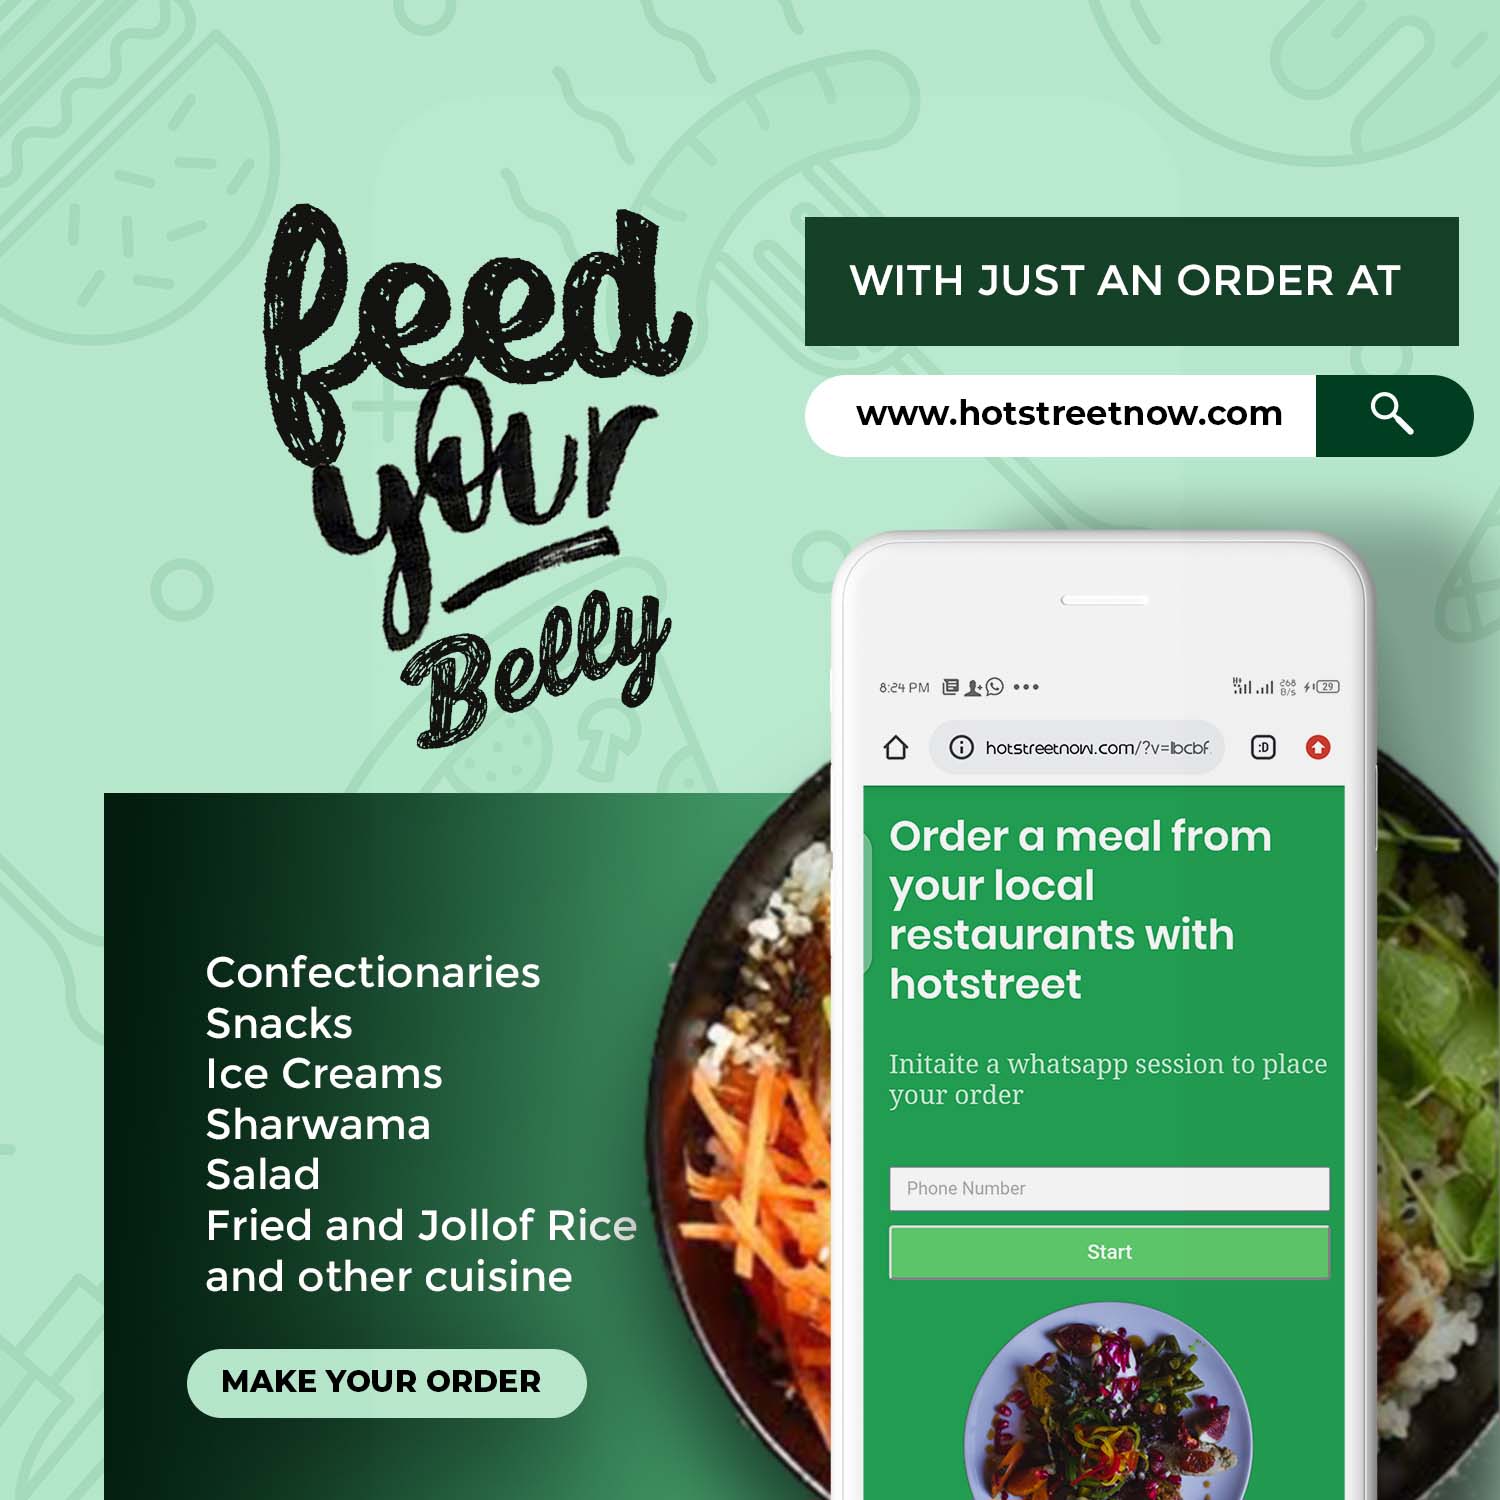 feed
your
Belly
WITH JUST AN ORDER AT
www.hotstreetnow.com
8:24 PM
H+
268
B/s
29
hotstreetnow.com/?v=lbcbf
:D
Order a meal from
your local
restaurants with
hotstreet
Initaite a whatsapp session to place
your order
Phone Number
Start
Confectionaries
Snacks
Ice Creams
Sharwama
Salad
Fried and Jollof Rice
and other cuisine
MAKE YOUR ORDER